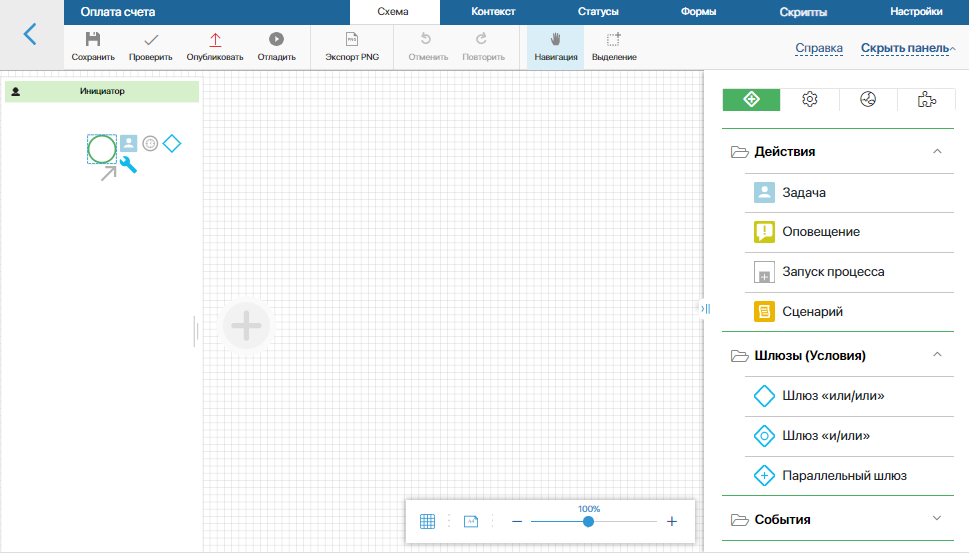 Оплата счета
Схема
Контекст
Статусы
Формы
Скрипты
Настройки
Сохранить
Проверить
Опубликовать
Отладить
PNG
Экспорт PNG
Отменить
Повторить
Навигация
Выделение
Справка
Скрыть панель
Инициатор
Действия
Задача
Оповещение
Запуск процесса
Сценарий
Шлюзы (Условия)
Шлюз «или/или»
Шлюз «и/или»
Параллельный шлюз
События
A4
100%